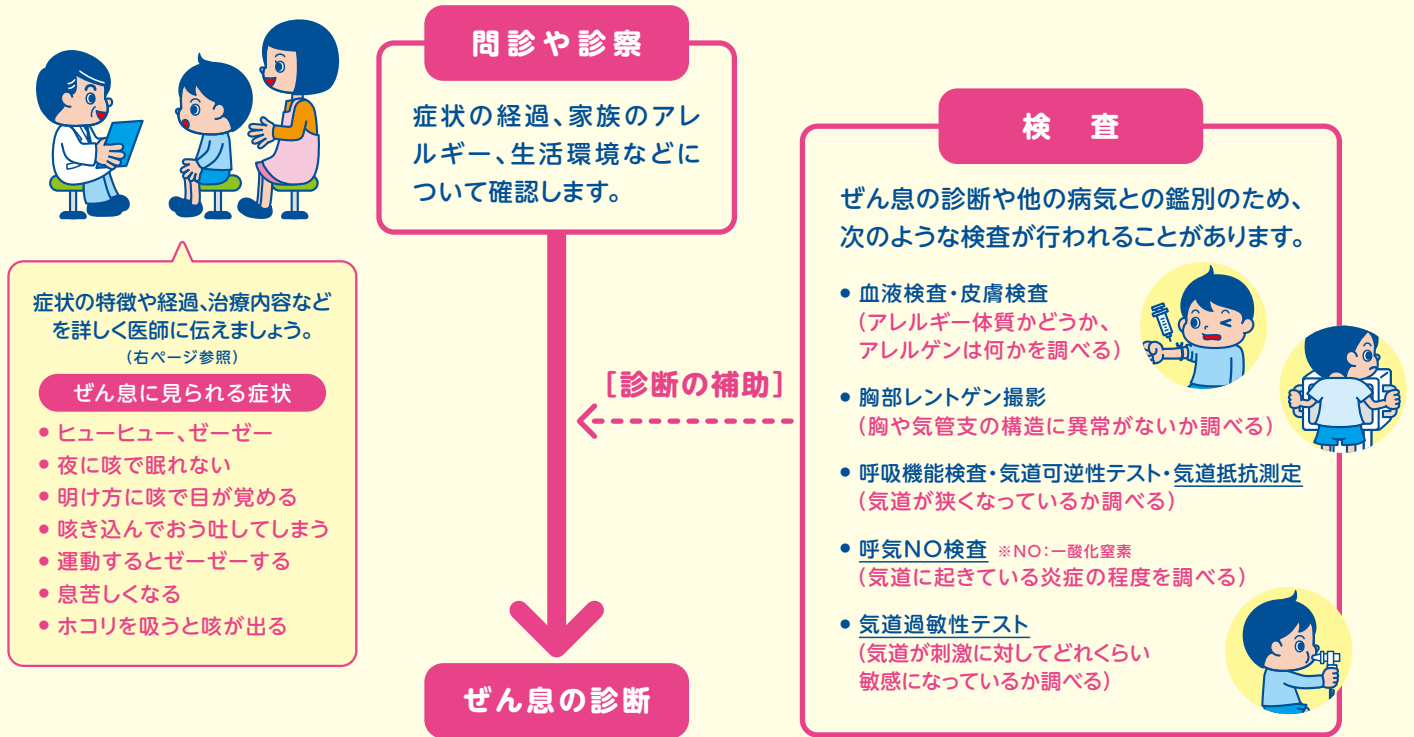 問診や診察
症状の経過、家族のアレ
ルギー、生活環境などに
ついて確認します。
症状の特徴や経過、治療内容など
を詳しく医師に伝えましょう。
(右ページ参照)
ぜん息に見られる症状
• ヒューヒュー、ゼーゼー
• 夜に咳で眠れない
• 明け方に咳で目が覚める
• 咳き込んでおう吐してしまう
• 運動するとゼーゼーする
• 息苦しくなる
• ホコリを吸うと咳が出る
[診断の補助]
検 査
ぜん息の診断や他の病気との鑑別のため、
次のような検査が行われることがあります。
• 血液検査・皮膚検査
(アレルギー体質かどうか、
アレルゲンは何かを調べる)
• 胸部レントゲン撮影
(胸や気管支の構造に異常がないか調べる)
• 呼吸機能検査・気道可逆性テスト・気道抵抗測定
(気道が狭くなっているか調べる)
• 呼気NO検査 ※NO:一酸化窒素
(気道に起きている炎症の程度を調べる)
• 気道過敏性テスト
(気道が刺激に対してどれくらい
敏感になっているか調べる)
ぜん息の診断